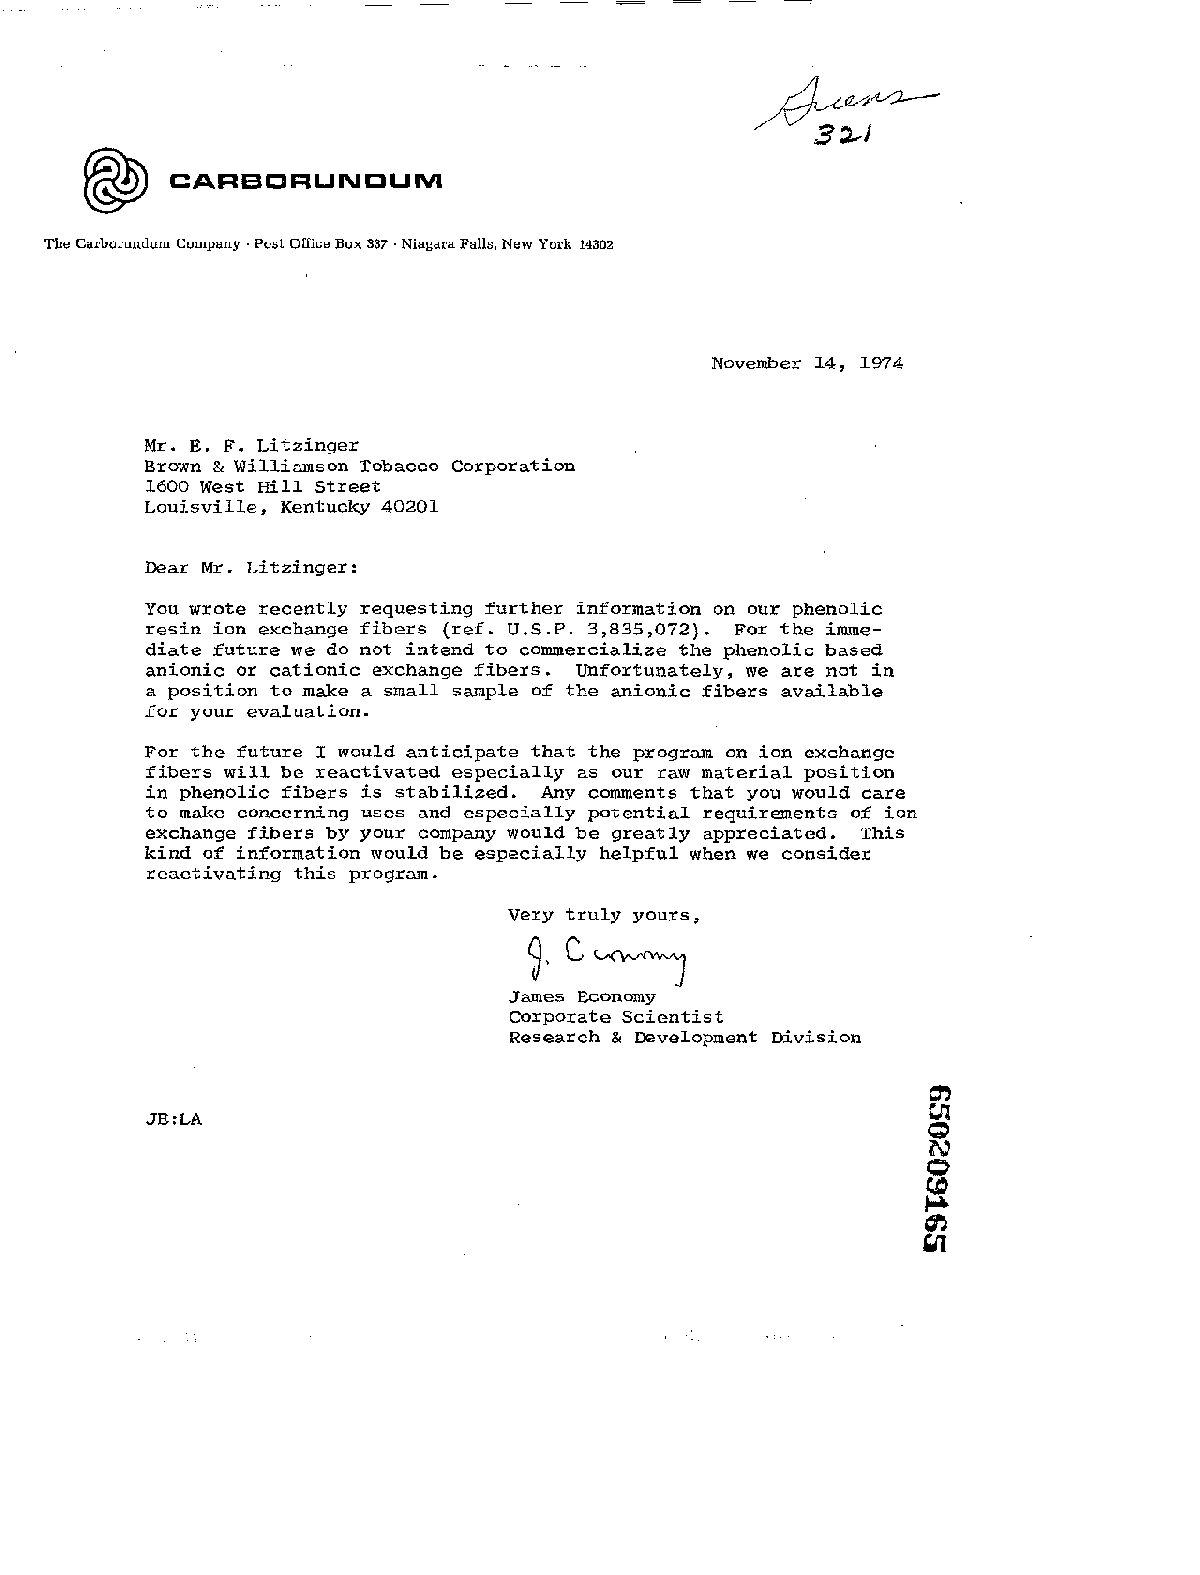 321
CARBORUNDUM
The Carborundum Company · Post Office Box 337 · Niagara Falls, New York 14302
November 14, 1974
Mr. E. F. Litzinger
Brown & Williamson Tobacco Corporation
1600 West Hill Street
Louisville, Kentucky 40201
Dear Mr. Litzinger:
You wrote recently requesting further information on our phenolic
resin ion exchange fibers (ref. U.S.P. 3,835,072). For the imme-
diate future we do not intend to commercialize the phenolic based
anionic or cationic exchange fibers. Unfortunately, we are not in
a position to make a small sample of the anionic fibers available
for your evaluation.
For the future I would anticipate that the program on ion exchange
fibers will be reactivated especially as our raw material position
in phenolic fibers is stabilized. Any comments that you would care
to make concerning uses and especially potential requirements of ion
exchange fibers by your company would be greatly appreciated. This
kind of information would be especially helpful when we consider
reactivating this program.
Very truly yours,
J. Economy
James Economy
Corporate Scientist
Research & Development Division
JE:LA
650209165